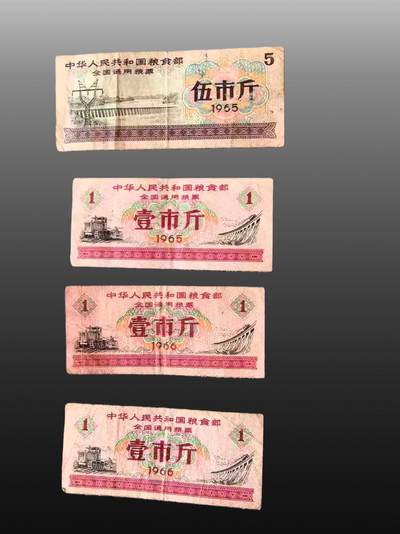 中华人民共和国粮食部
全国通用粮票
5
伍市斤
1965
中华人民共和国粮食部
全国通用粮票
1
1
壹市斤
1965
中华人民共和国粮食部
全国通用粮票
1
1
壹市斤
1966
中华人民共和国粮食部
全国通用粮票
1
1
壹市斤
1966